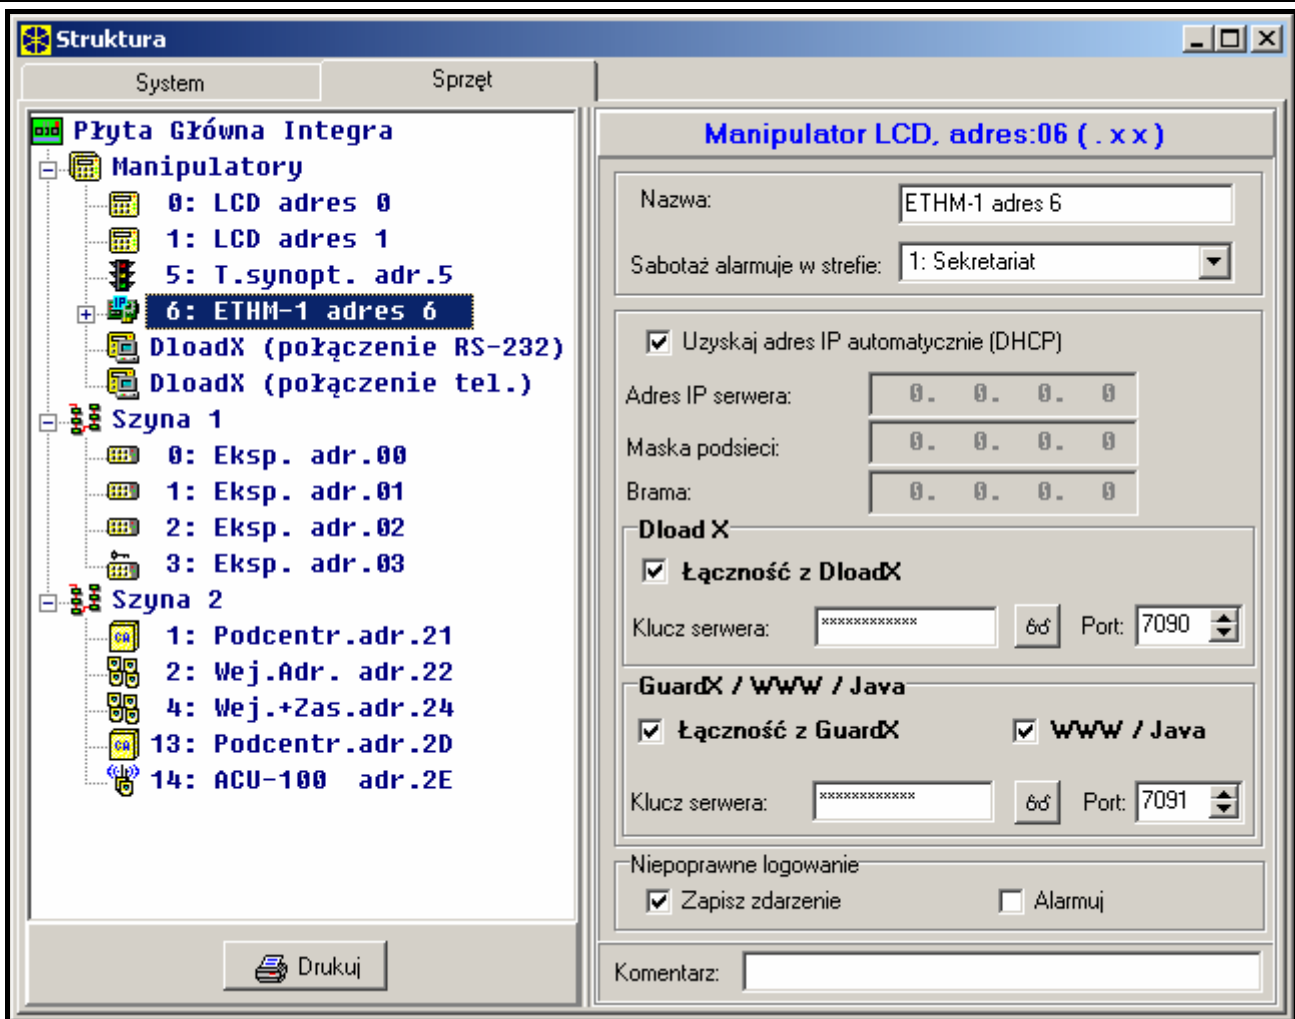 Struktura
System
Sprzęt
Płyta Główna Integra
Manipulatory
0: LCD adres 0
1: LCD adres 1
5: T.synopt. adr.5
6: ETHM-1 adres 6
DloadX (połączenie RS-232)
DloadX (połączenie tel.)
Szyna 1
0: Eksp. adr.00
1: Eksp. adr.01
2: Eksp. adr.02
3: Eksp. adr.03
Szyna 2
1: Podcentr.adr.21
2: Wej.Adr. adr.22
4: Wej.+Zas.adr.24
13: Podcentr.adr.2D
14: ACU-100 adr.2E
Drukuj
Manipulator LCD, adres:06 ( . x x )
Nazwa: ETHM-1 adres 6
Sabotaż alarmuje w strefie: 1: Sekretariat
Uzyskaj adres IP automatycznie (DHCP)
Adres IP serwera: 0. 0. 0. 0
Maska podsieci: 0. 0. 0. 0
Brama: 0. 0. 0. 0
Dload X
Łączność z DloadX
Klucz serwera: ************ Port: 7090
GuardX / WWW / Java
Łączność z GuardX WWW / Java
Klucz serwera: ************ Port: 7091
Niepoprawne logowanie
Zapisz zdarzenie Alarmuj
Komentarz: